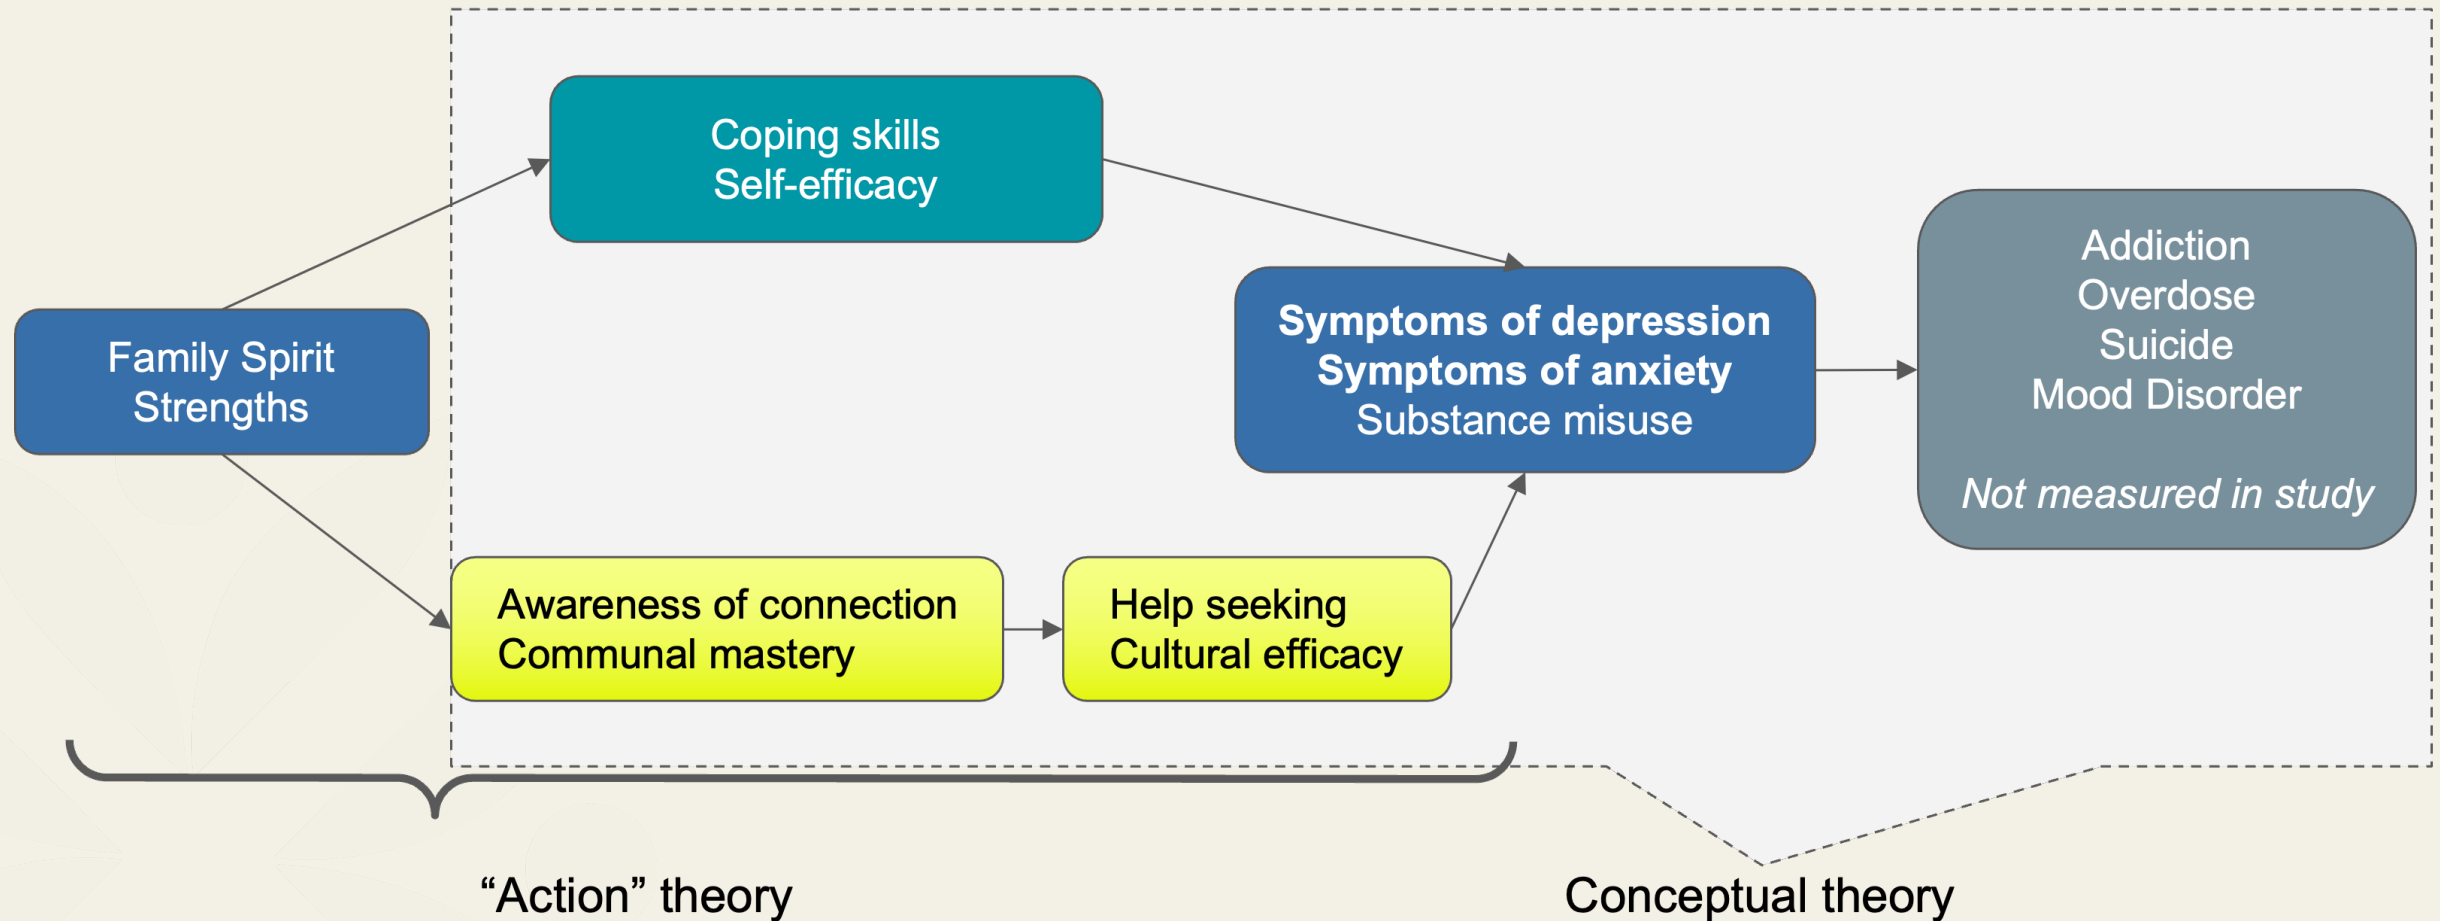 Coping skills
Self-efficacy
Family Spirit
Strengths
Symptoms of depression
Symptoms of anxiety
Substance misuse
Addiction
Overdose
Suicide
Mood Disorder
Not measured in study
Awareness of connection
Communal mastery
Help seeking
Cultural efficacy
“Action” theory
Conceptual theory